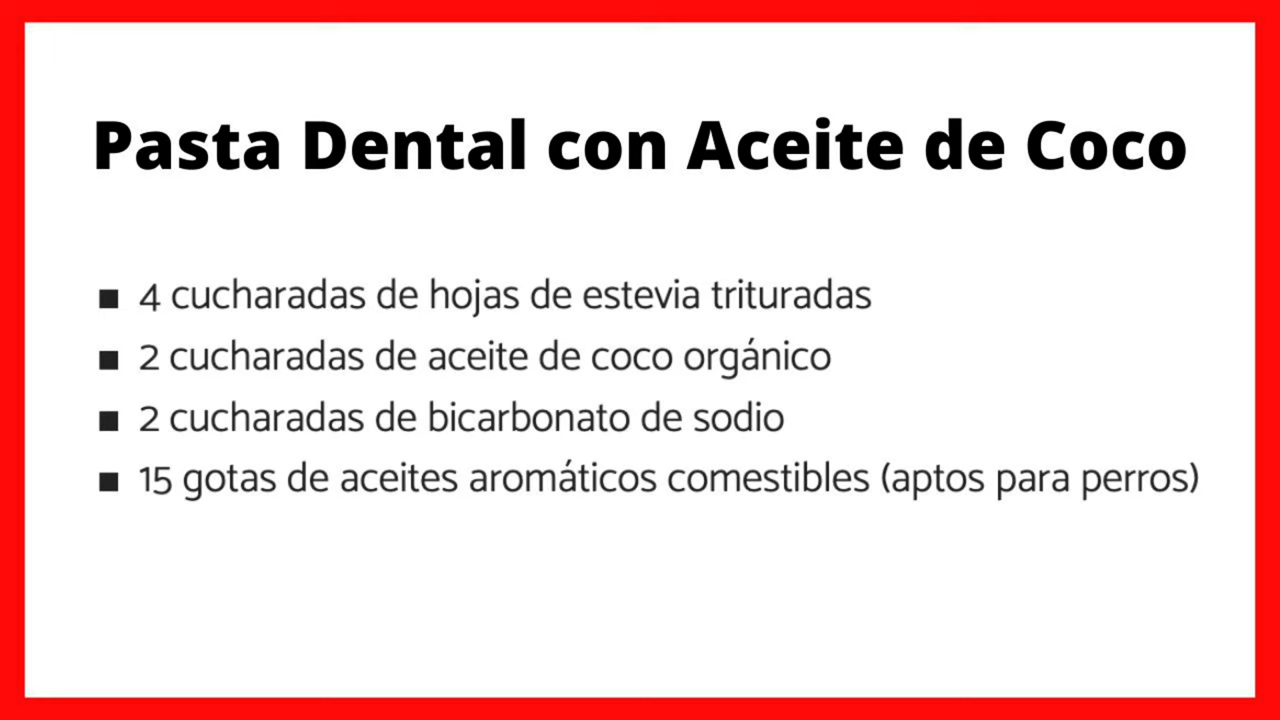 Pasta Dental con Aceite de Coco
▪ 4 cucharadas de hojas de estevia trituradas
▪ 2 cucharadas de aceite de coco orgánico
▪ 2 cucharadas de bicarbonato de sodio
▪ 15 gotas de aceites aromáticos comestibles (aptos para perros)